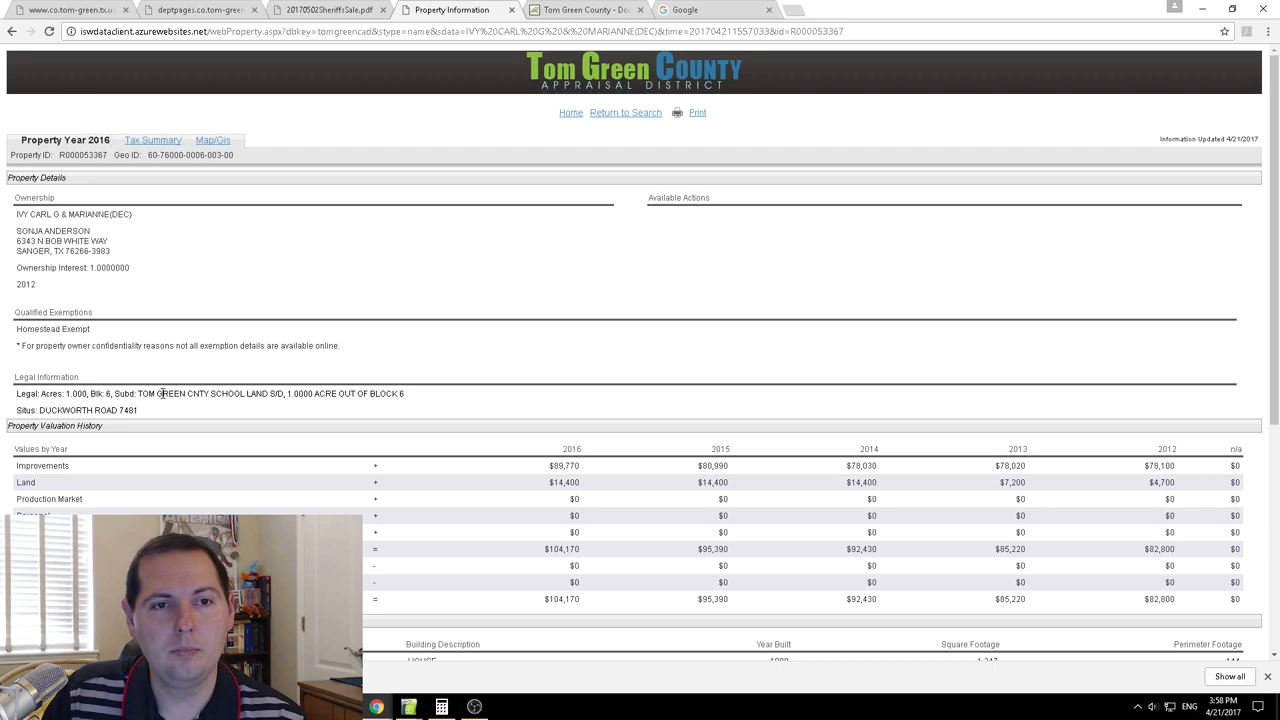 www.co.tom-green.tx.us
deptpages.co.tom-green
20170502SheriffsSale.pdf
Property Information
Tom Green County - Do
Google
iswdataclient.azurewebsites.net/webProperty.aspx?dbkey=tomgreencad&stype=name&sdata=IVY%20CARL%20G%20&%20MARIANNE(DEC)&time=201704211557033&id=R000053367
Tom Green COUNTY
APPRAISAL DISTRICT
Home Return to Search Print
Property Year 2016 Tax Summary Map/Gis
Information Updated 4/21/2017
Property ID: R000053367 Geo ID: 60-76000-0006-003-00
Property Details
Ownership Available Actions
IVY CARL G & MARIANNE(DEC)
SONJA ANDERSON
6343 N BOB WHITE WAY
SANGER, TX 76266-3983
Ownership Interest: 1.0000000
2012
Qualified Exemptions
Homestead Exempt
* For property owner confidentiality reasons not all exemption details are available online.
Legal Information
Legal: Acres: 1.000, Blk: 6, Subd: TOM GREEN CNTY SCHOOL LAND S/D, 1.0000 ACRE OUT OF BLOCK 6
Situs: DUCKWORTH ROAD 7481
Property Valuation History
Values by Year 2016 2015 2014 2013 2012 n/a
Improvements + $89,770 $80,990 $78,030 $78,020 $78,100 $0
Land + $14,400 $14,400 $14,400 $7,200 $4,700 $0
Production Market + $0 $0 $0 $0 $0 $0
+ $0 $0 $0 $0 $0 $0
+ $0 $0 $0 $0 $0 $0
= $104,170 $95,390 $92,430 $85,220 $82,800 $0
- $0 $0 $0 $0 $0 $0
- $0 $0 $0 $0 $0 $0
= $104,170 $95,390 $92,430 $85,220 $82,800 $0
Building Description Year Built Square Footage Perimeter Footage
Show all
ENG
3:58 PM
4/21/2017